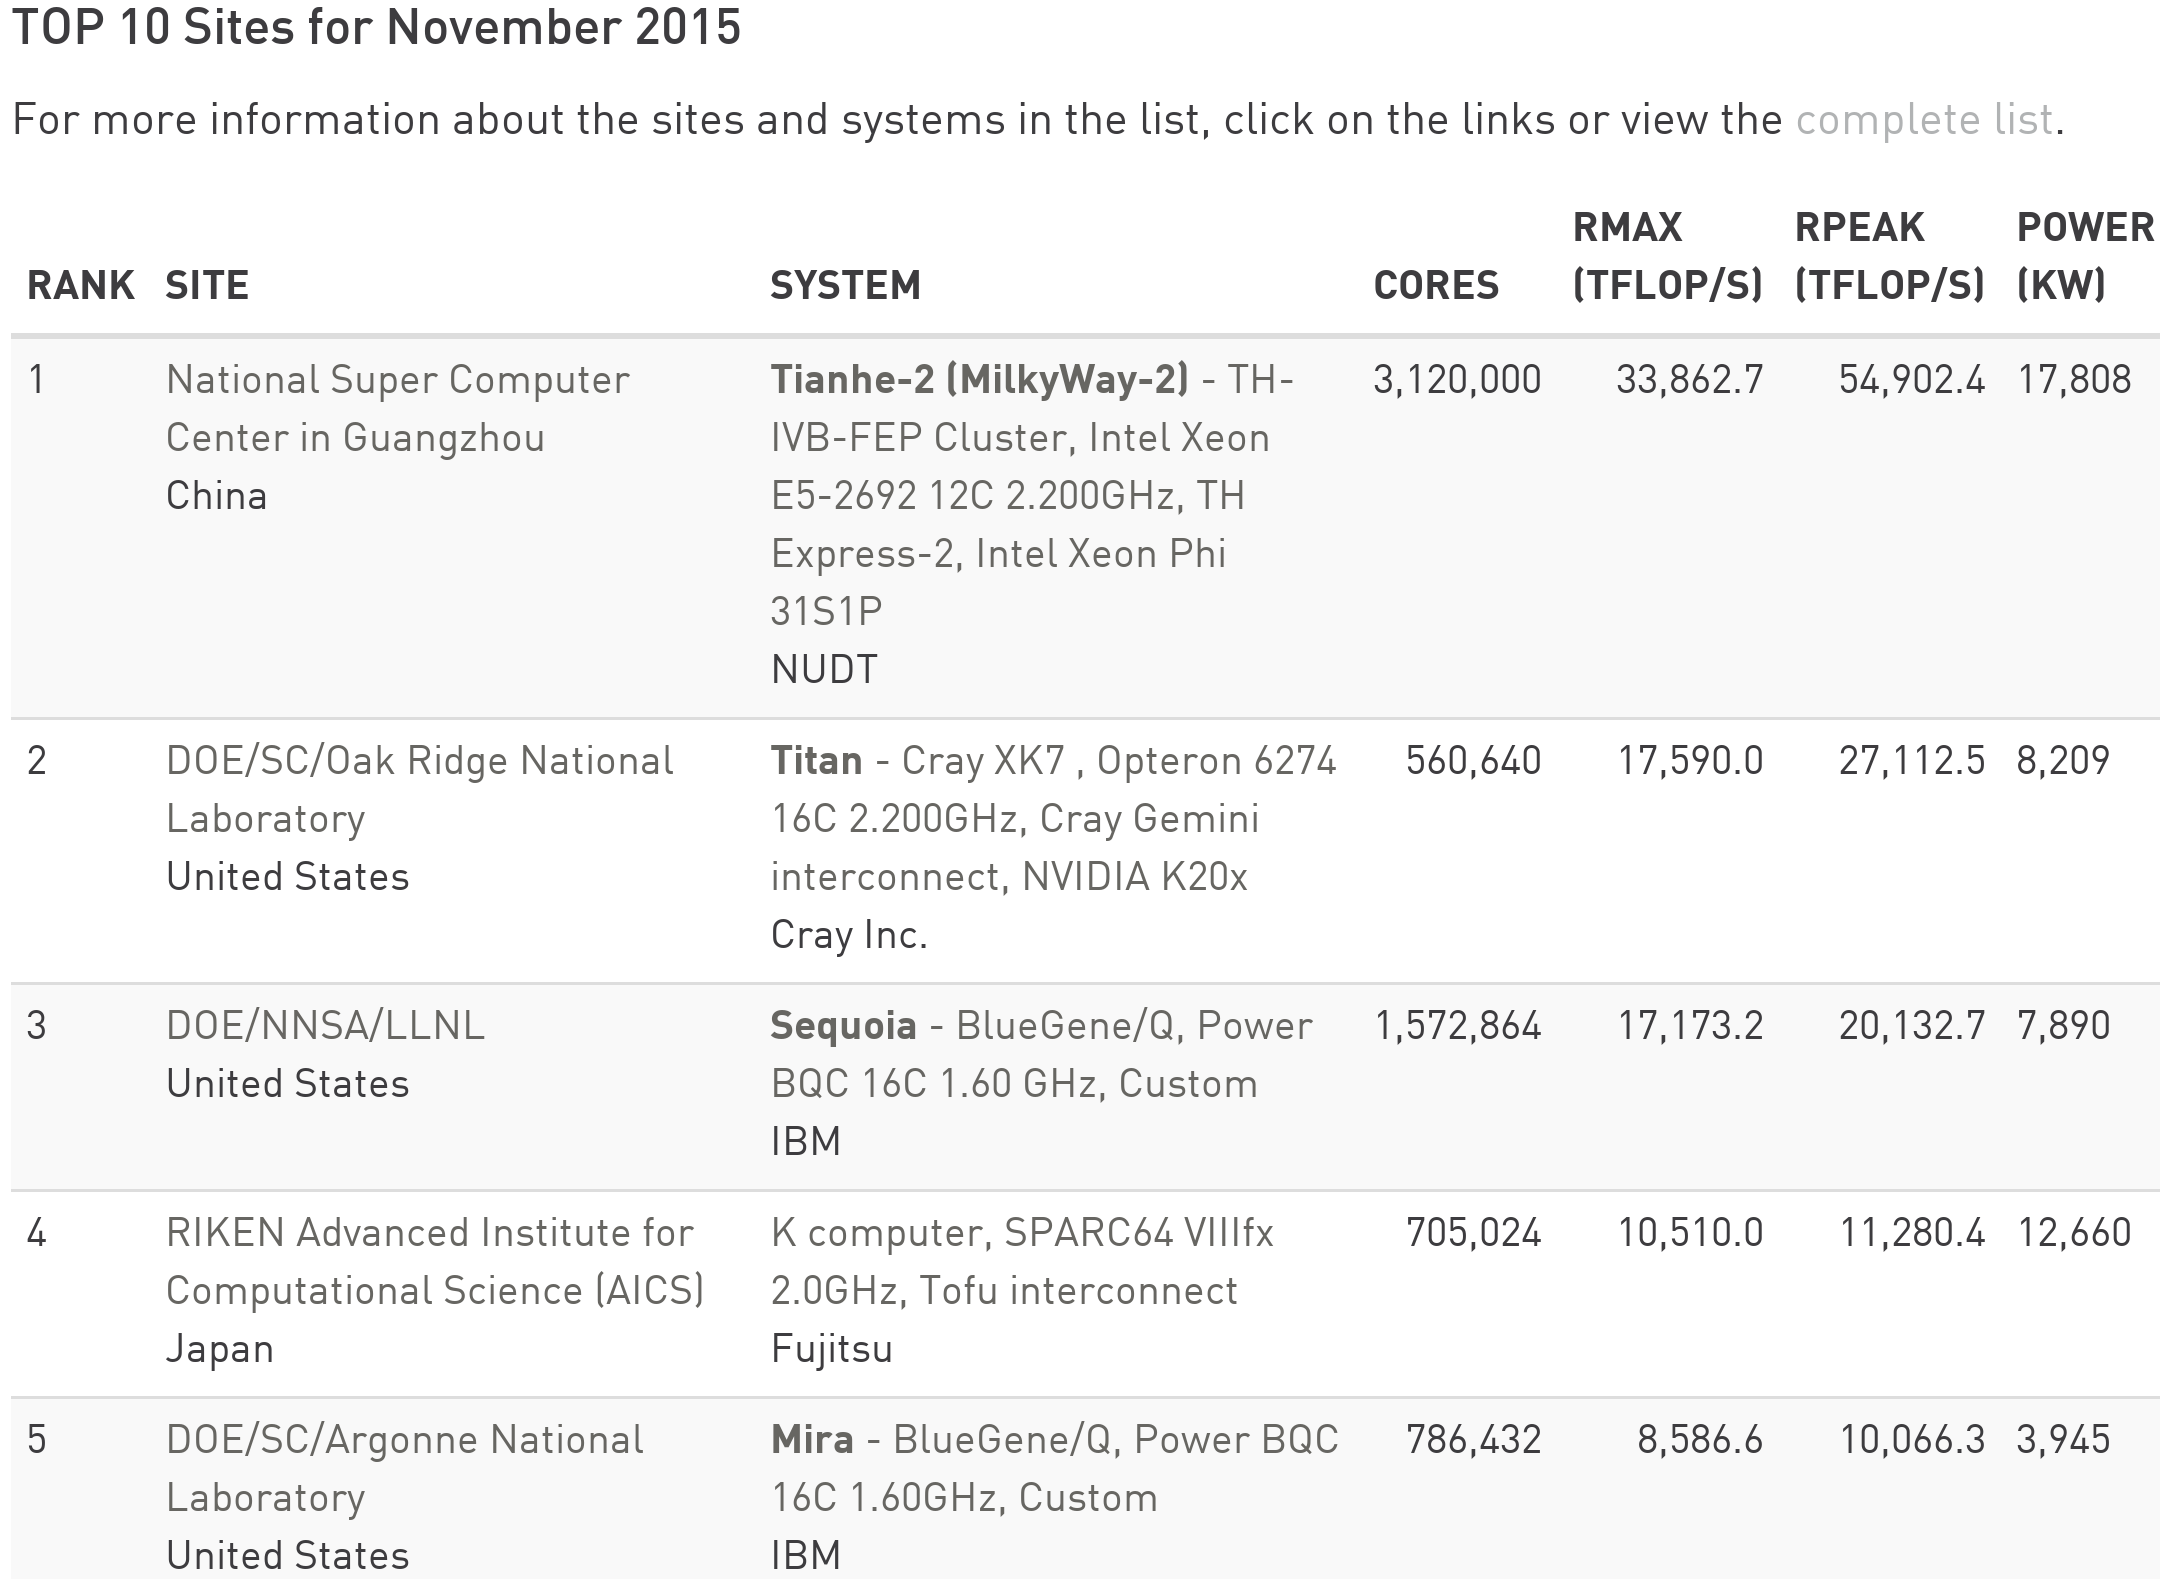 TOP 10 Sites for November 2015
For more information about the sites and systems in the list, click on the links or view the complete list.
RANK SITE SYSTEM CORES RMAX (TFLOP/S) RPEAK (TFLOP/S) POWER (KW)
1 National Super Computer Tianhe-2 (MilkyWay-2) - TH- 3,120,000 33,862.7 54,902.4 17,808
Center in Guangzhou IVB-FEP Cluster, Intel Xeon
China E5-2692 12C 2.200GHz, TH
Express-2, Intel Xeon Phi
31S1P
NUDT
2 DOE/SC/Oak Ridge National Titan - Cray XK7 , Opteron 6274 560,640 17,590.0 27,112.5 8,209
Laboratory 16C 2.200GHz, Cray Gemini
United States interconnect, NVIDIA K20x
Cray Inc.
3 DOE/NNSA/LLNL Sequoia - BlueGene/Q, Power 1,572,864 17,173.2 20,132.7 7,890
United States BQC 16C 1.60 GHz, Custom
IBM
4 RIKEN Advanced Institute for K computer, SPARC64 VIIIfx 705,024 10,510.0 11,280.4 12,660
Computational Science (AICS) 2.0GHz, Tofu interconnect
Japan Fujitsu
5 DOE/SC/Argonne National Mira - BlueGene/Q, Power BQC 786,432 8,586.6 10,066.3 3,945
Laboratory 16C 1.60GHz, Custom
United States IBM